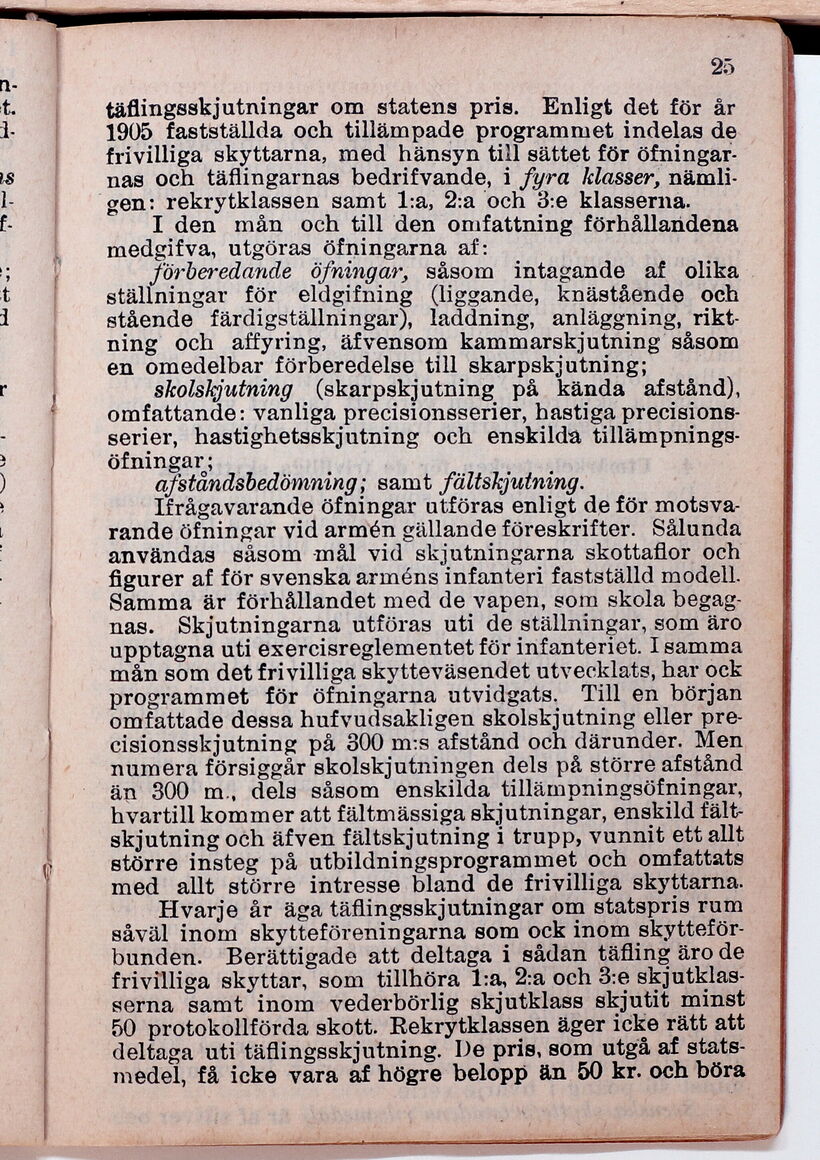 25
täflingsskjutningar om statens pris. Enligt det för år
1905 fastställda och tillämpade programmet indelas de
frivilliga skyttarna, med hänsyn till sättet för öfningar-
nas och täflingarnas bedrifvande, i fyra klasser, nämli-
gen: rekrytklassen samt 1:a, 2:a och 3:e klasserna.
I den mån och till den omfattning förhållandena
medgifva, utgöras öfningarna af:
förberedande öfningar, såsom intagande af olika
ställningar för eldgifning (liggande, knästående och
stående färdigställningar), laddning, anläggning, rikt-
ning och affyring, äfvensom kammarskjutning såsom
en omedelbar förberedelse till skarpskjutning;
skolskjutning (skarpskjutning på kända afstånd),
omfattande: vanliga precisionsserier, hastiga precisions-
serier, hastighetsskjutning och enskilda tillämpnings-
öfningar;
afståndsbedömning; samt fältskjutning.
Ifrågavarande öfningar utföras enligt de för motsva-
rande öfningar vid armén gällande föreskrifter. Sålunda
användas såsom mål vid skjutningarna skottaflor och
figurer af för svenska arméns infanteri fastställd modell.
Samma är förhållandet med de vapen, som skola begag-
nas. Skjutningarna utföras uti de ställningar, som äro
upptagna uti exercisreglementet för infanteriet. I samma
mån som det frivilliga skytteväsendet utvecklats, har ock
programmet för öfningarna utvidgats. Till en början
omfattade dessa hufvudsakligen skolskjutning eller pre-
cisionsskjutning på 300 m:s afstånd och därunder. Men
numera försiggår skolskjutningen dels på större afstånd
än 300 m., dels såsom enskilda tillämpningsöfningar,
hvartill kommer att fältmässiga skjutningar, enskild fält-
skjutning och äfven fältskjutning i trupp, vunnit ett allt
större insteg på utbildningsprogrammet och omfattats
med allt större intresse bland de frivilliga skyttarna.
Hvarje år äga täflingsskjutningar om statspris rum
såväl inom skytteföreningarna som ock inom skytteför-
bunden. Berättigade att deltaga i sådan täfling äro de
frivilliga skyttar, som tillhöra 1:a, 2:a och 3:e skjutklas-
serna samt inom vederbörlig skjutklass skjutit minst
50 protokollförda skott. Rekrytklassen äger icke rätt att
deltaga uti täflingsskjutning. De pris, som utgå af stats-
medel, få icke vara af högre belopp än 50 kr. och böra